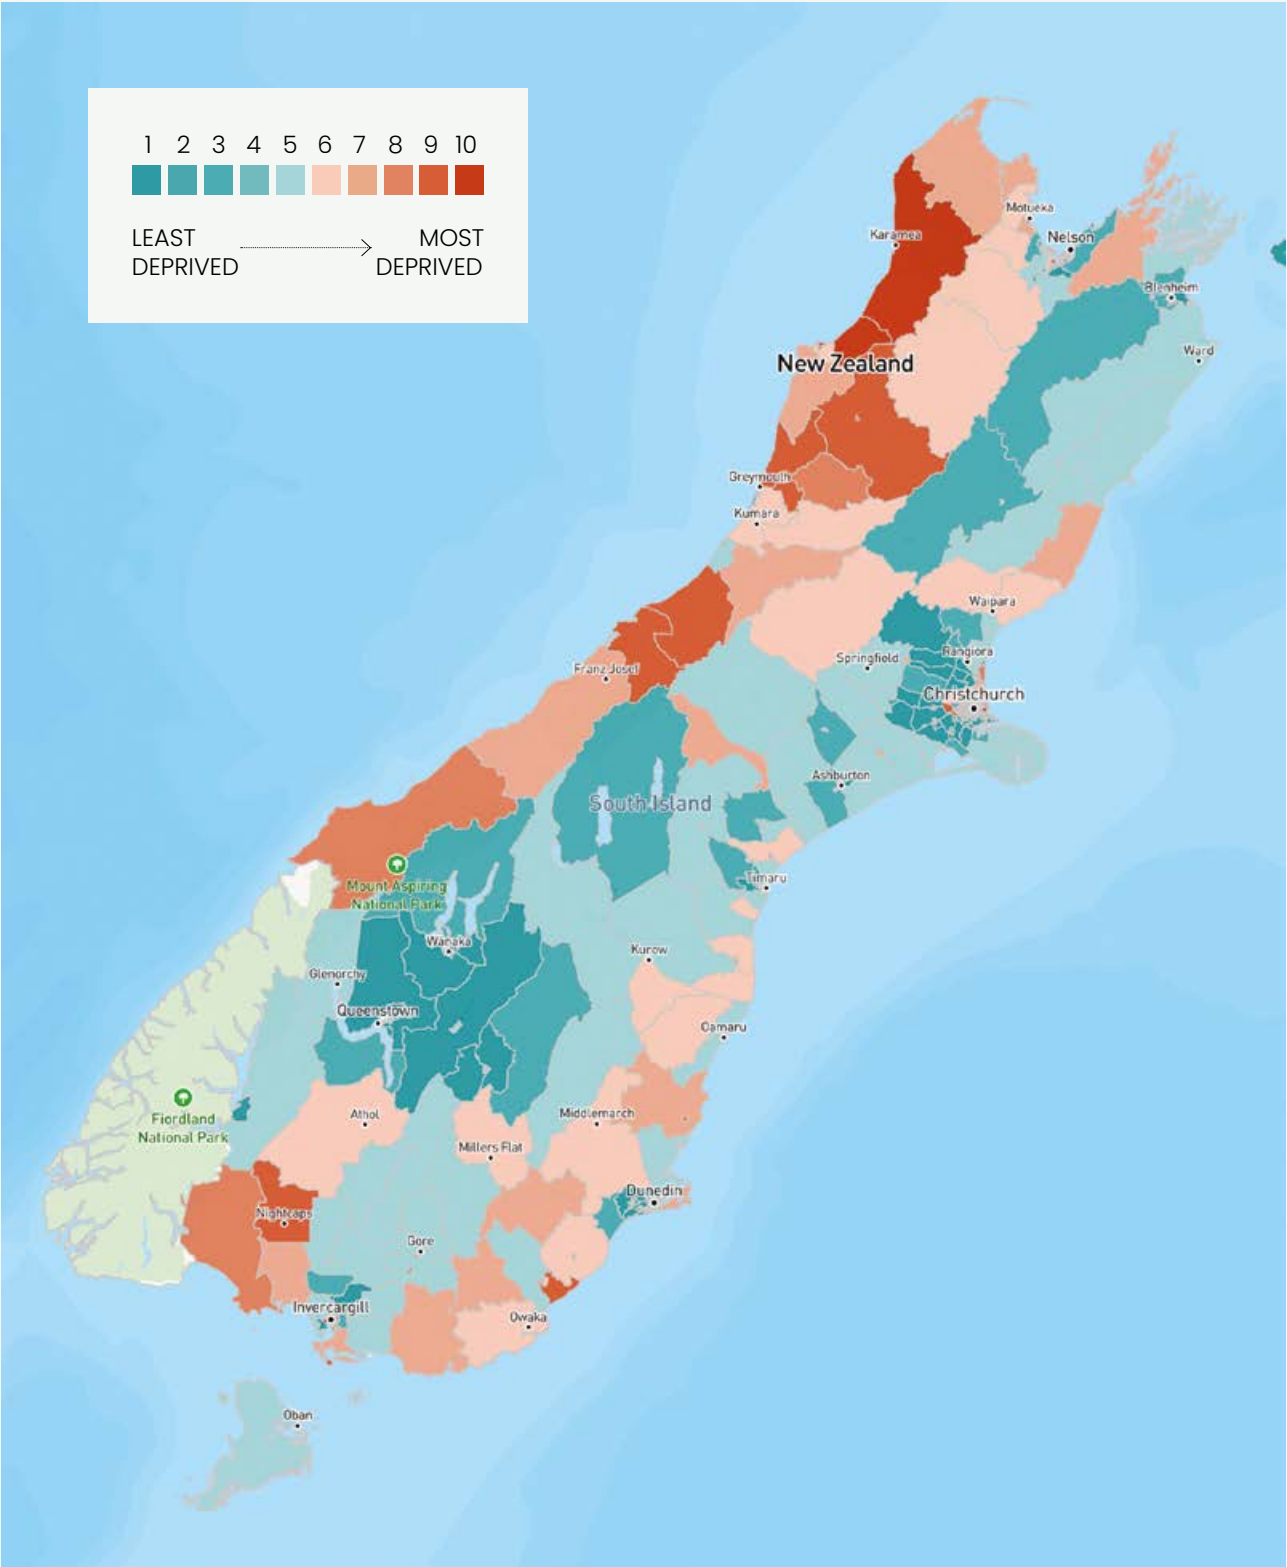 1 2 3 4 5 6 7 8 9 10
LEAST DEPRIVED
MOST DEPRIVED
Motueka
Karamea
Nelson
Blenheim
Ward
New Zealand
Greymouth
Kumara
Waipara
Springfield
Rangiora
Franz Josef
Christchurch
Ashburton
South Island
Mount Aspiring
National Park
Timaru
Wanaka
Kurow
Glenorchy
Queenstown
Oamaru
Fiordland
National Park
Athol
Middlemarch
Millers Flat
Dunedin
Nightcaps
Gore
Invercargill
Owaka
Oban